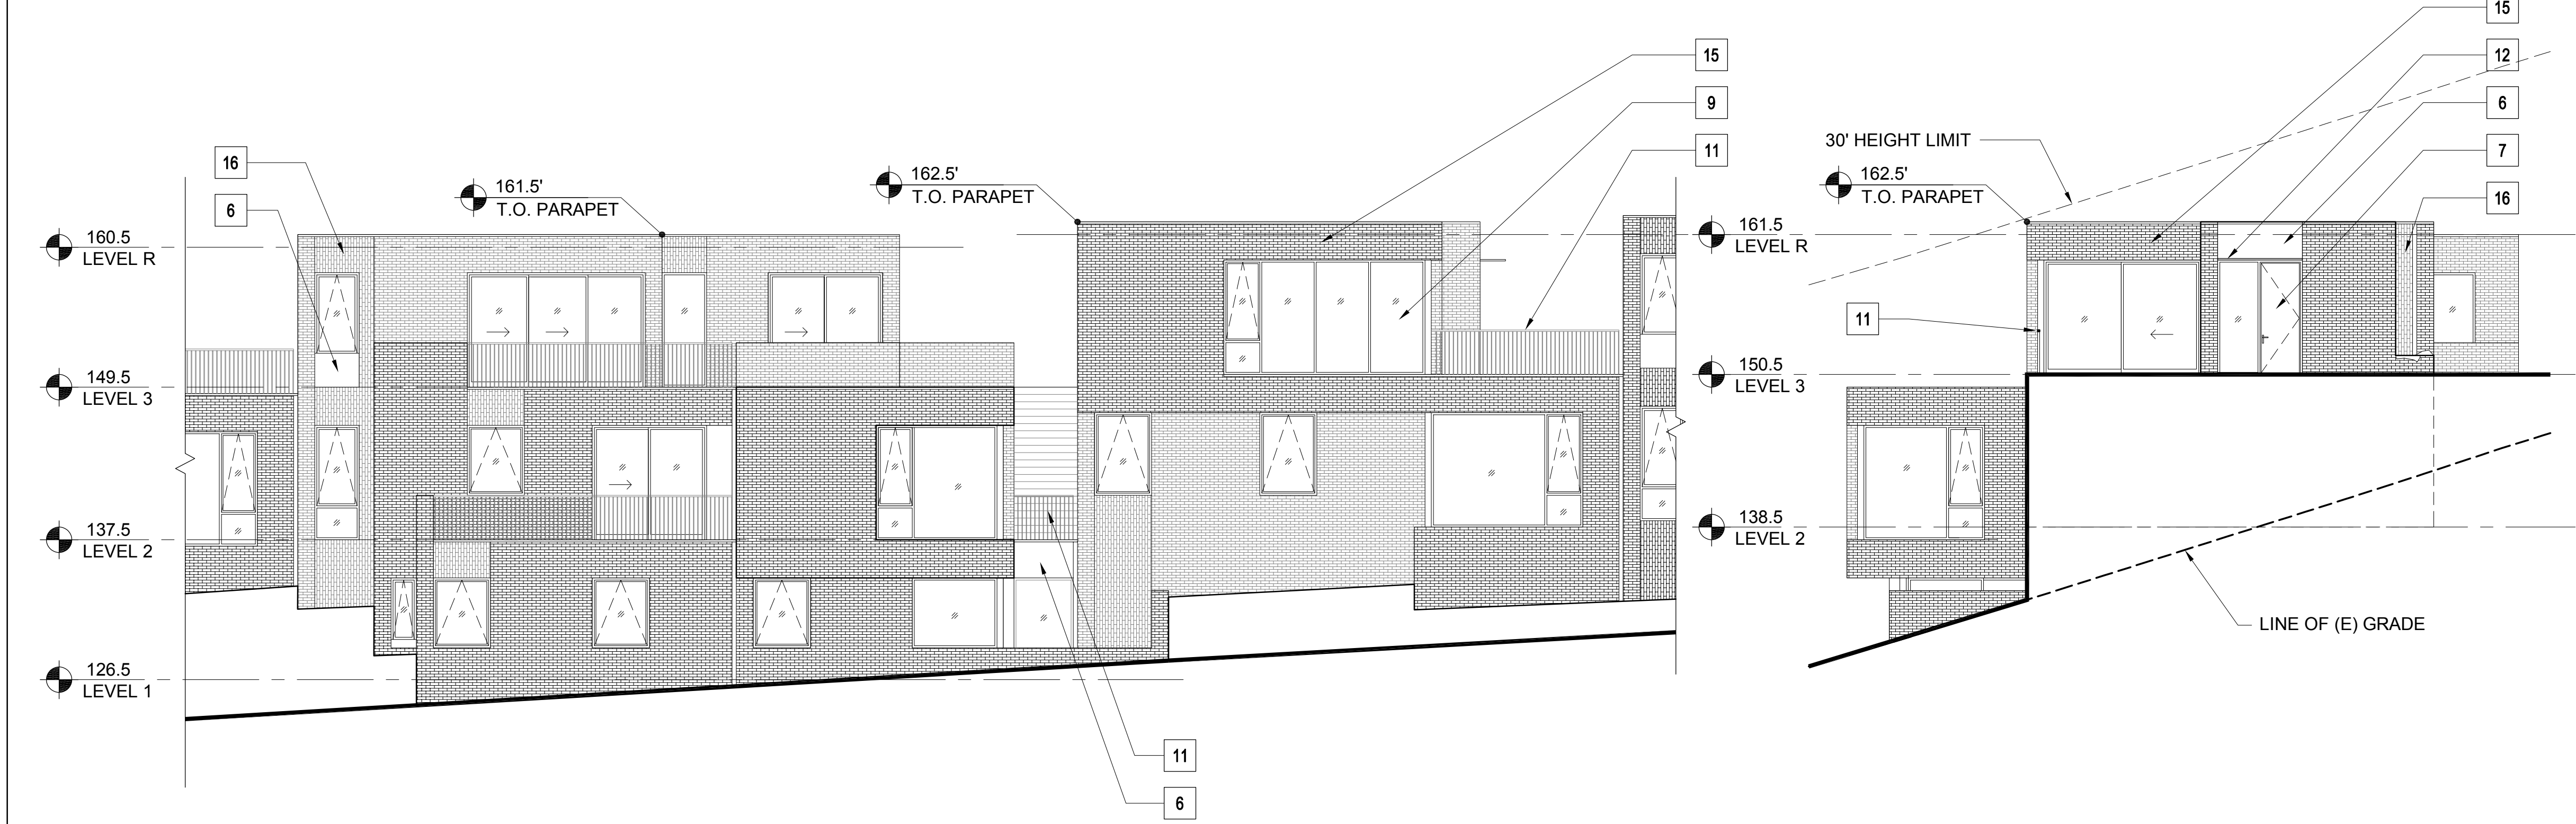 16
6
161.5'
T.O. PARAPET
162.5'
T.O. PARAPET
15
9
11
160.5
LEVEL R
149.5
LEVEL 3
137.5
LEVEL 2
126.5
LEVEL 1
11
6
15
12
6
7
16
30' HEIGHT LIMIT
162.5'
T.O. PARAPET
161.5
LEVEL R
11
150.5
LEVEL 3
138.5
LEVEL 2
LINE OF (E) GRADE